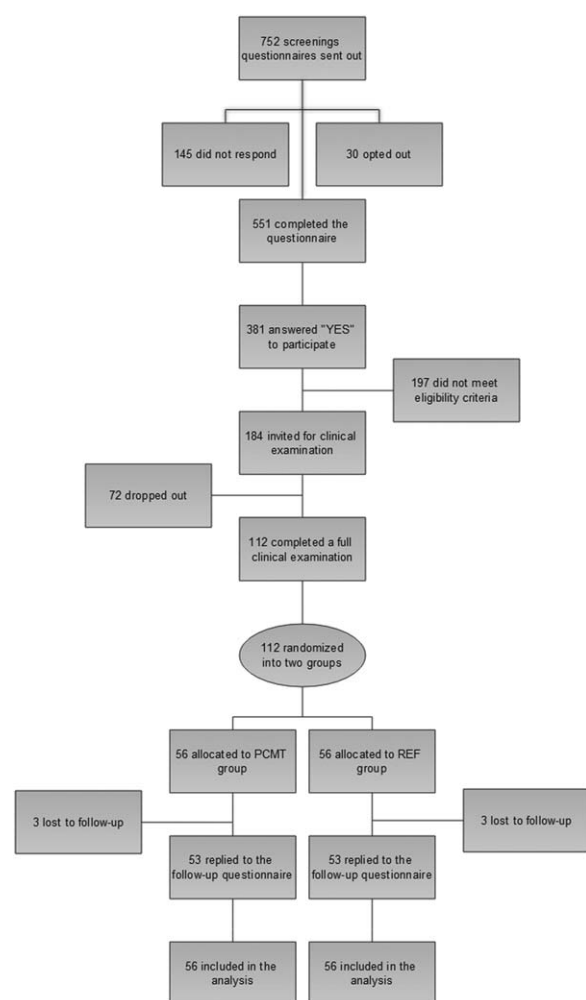 752 screenings
questionnaires sent out
145 did not respond
30 opted out
551 completed the
questionnaire
381 answered "YES"
to participate
197 did not meet
eligibility criteria
184 invited for clinical
examination
72 dropped out
112 completed a full
clinical examination
112 randomized
into two groups
56 allocated to PCMT
group
56 allocated to REF
group
3 lost to follow-up
3 lost to follow-up
53 replied to the
follow-up questionnaire
53 replied to the
follow-up questionnaire
56 included in the
analysis
56 included in the
analysis